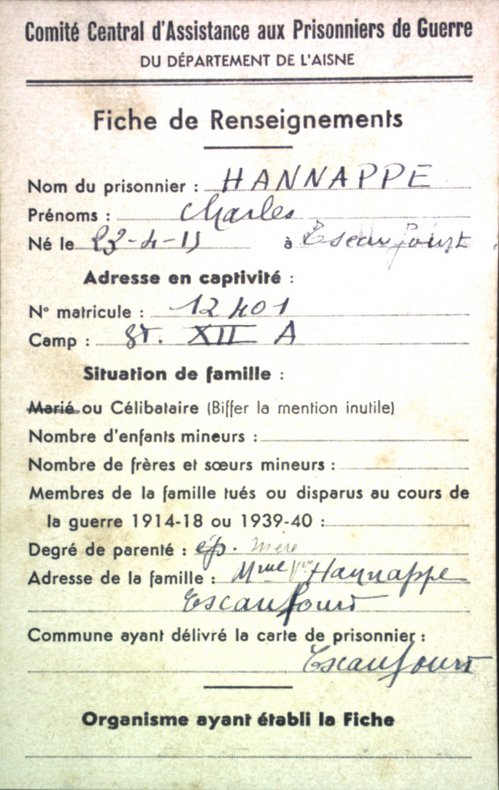 Comité Central d'Assistance aux Prisonniers de Guerre
DU DÉPARTEMENT DE L'AISNE
Fiche de Renseignements
Nom du prisonnier : HANNAPPE
Prénoms : Charles
Né le 23-4-15 à Escaufourt
Adresse en captivité :
N° matricule : 12401
Camp : St. XII A
Situation de famille :
Marié ou Célibataire (Biffer la mention inutile)
Nombre d'enfants mineurs :
Nombre de frères et sœurs mineurs :
Membres de la famille tués ou disparus au cours de
la guerre 1914-18 ou 1939-40 :
Degré de parenté : mère
Adresse de la famille : Mme Vve Hannappe
Escaufourt
Commune ayant délivré la carte de prisonnier :
Escaufourt
Organisme ayant établi la Fiche